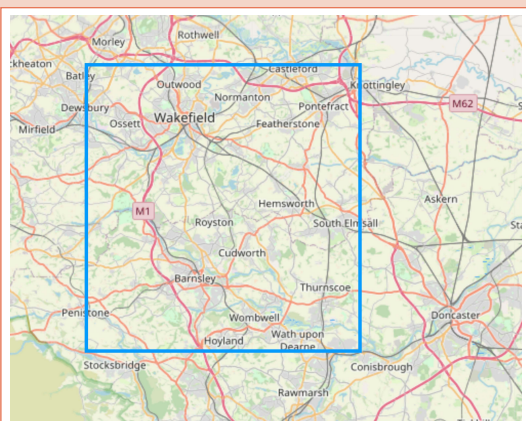 Rothwell
Morley
ckheaton
Batley
Castleford
Outwood
Knottingley
Normanton
Dewsbury
Pontefract
M62
Wakefield
Ossett
Featherstone
Mirfield
Askern
Hemsworth
M1
Royston
South Elmsall
Cudworth
Barnsley
Thurnscoe
Penistone
Wombwell
Doncaster
Wath upon
Dearne
Hoyland
Stocksbridge
Conisbrough
Rawmarsh